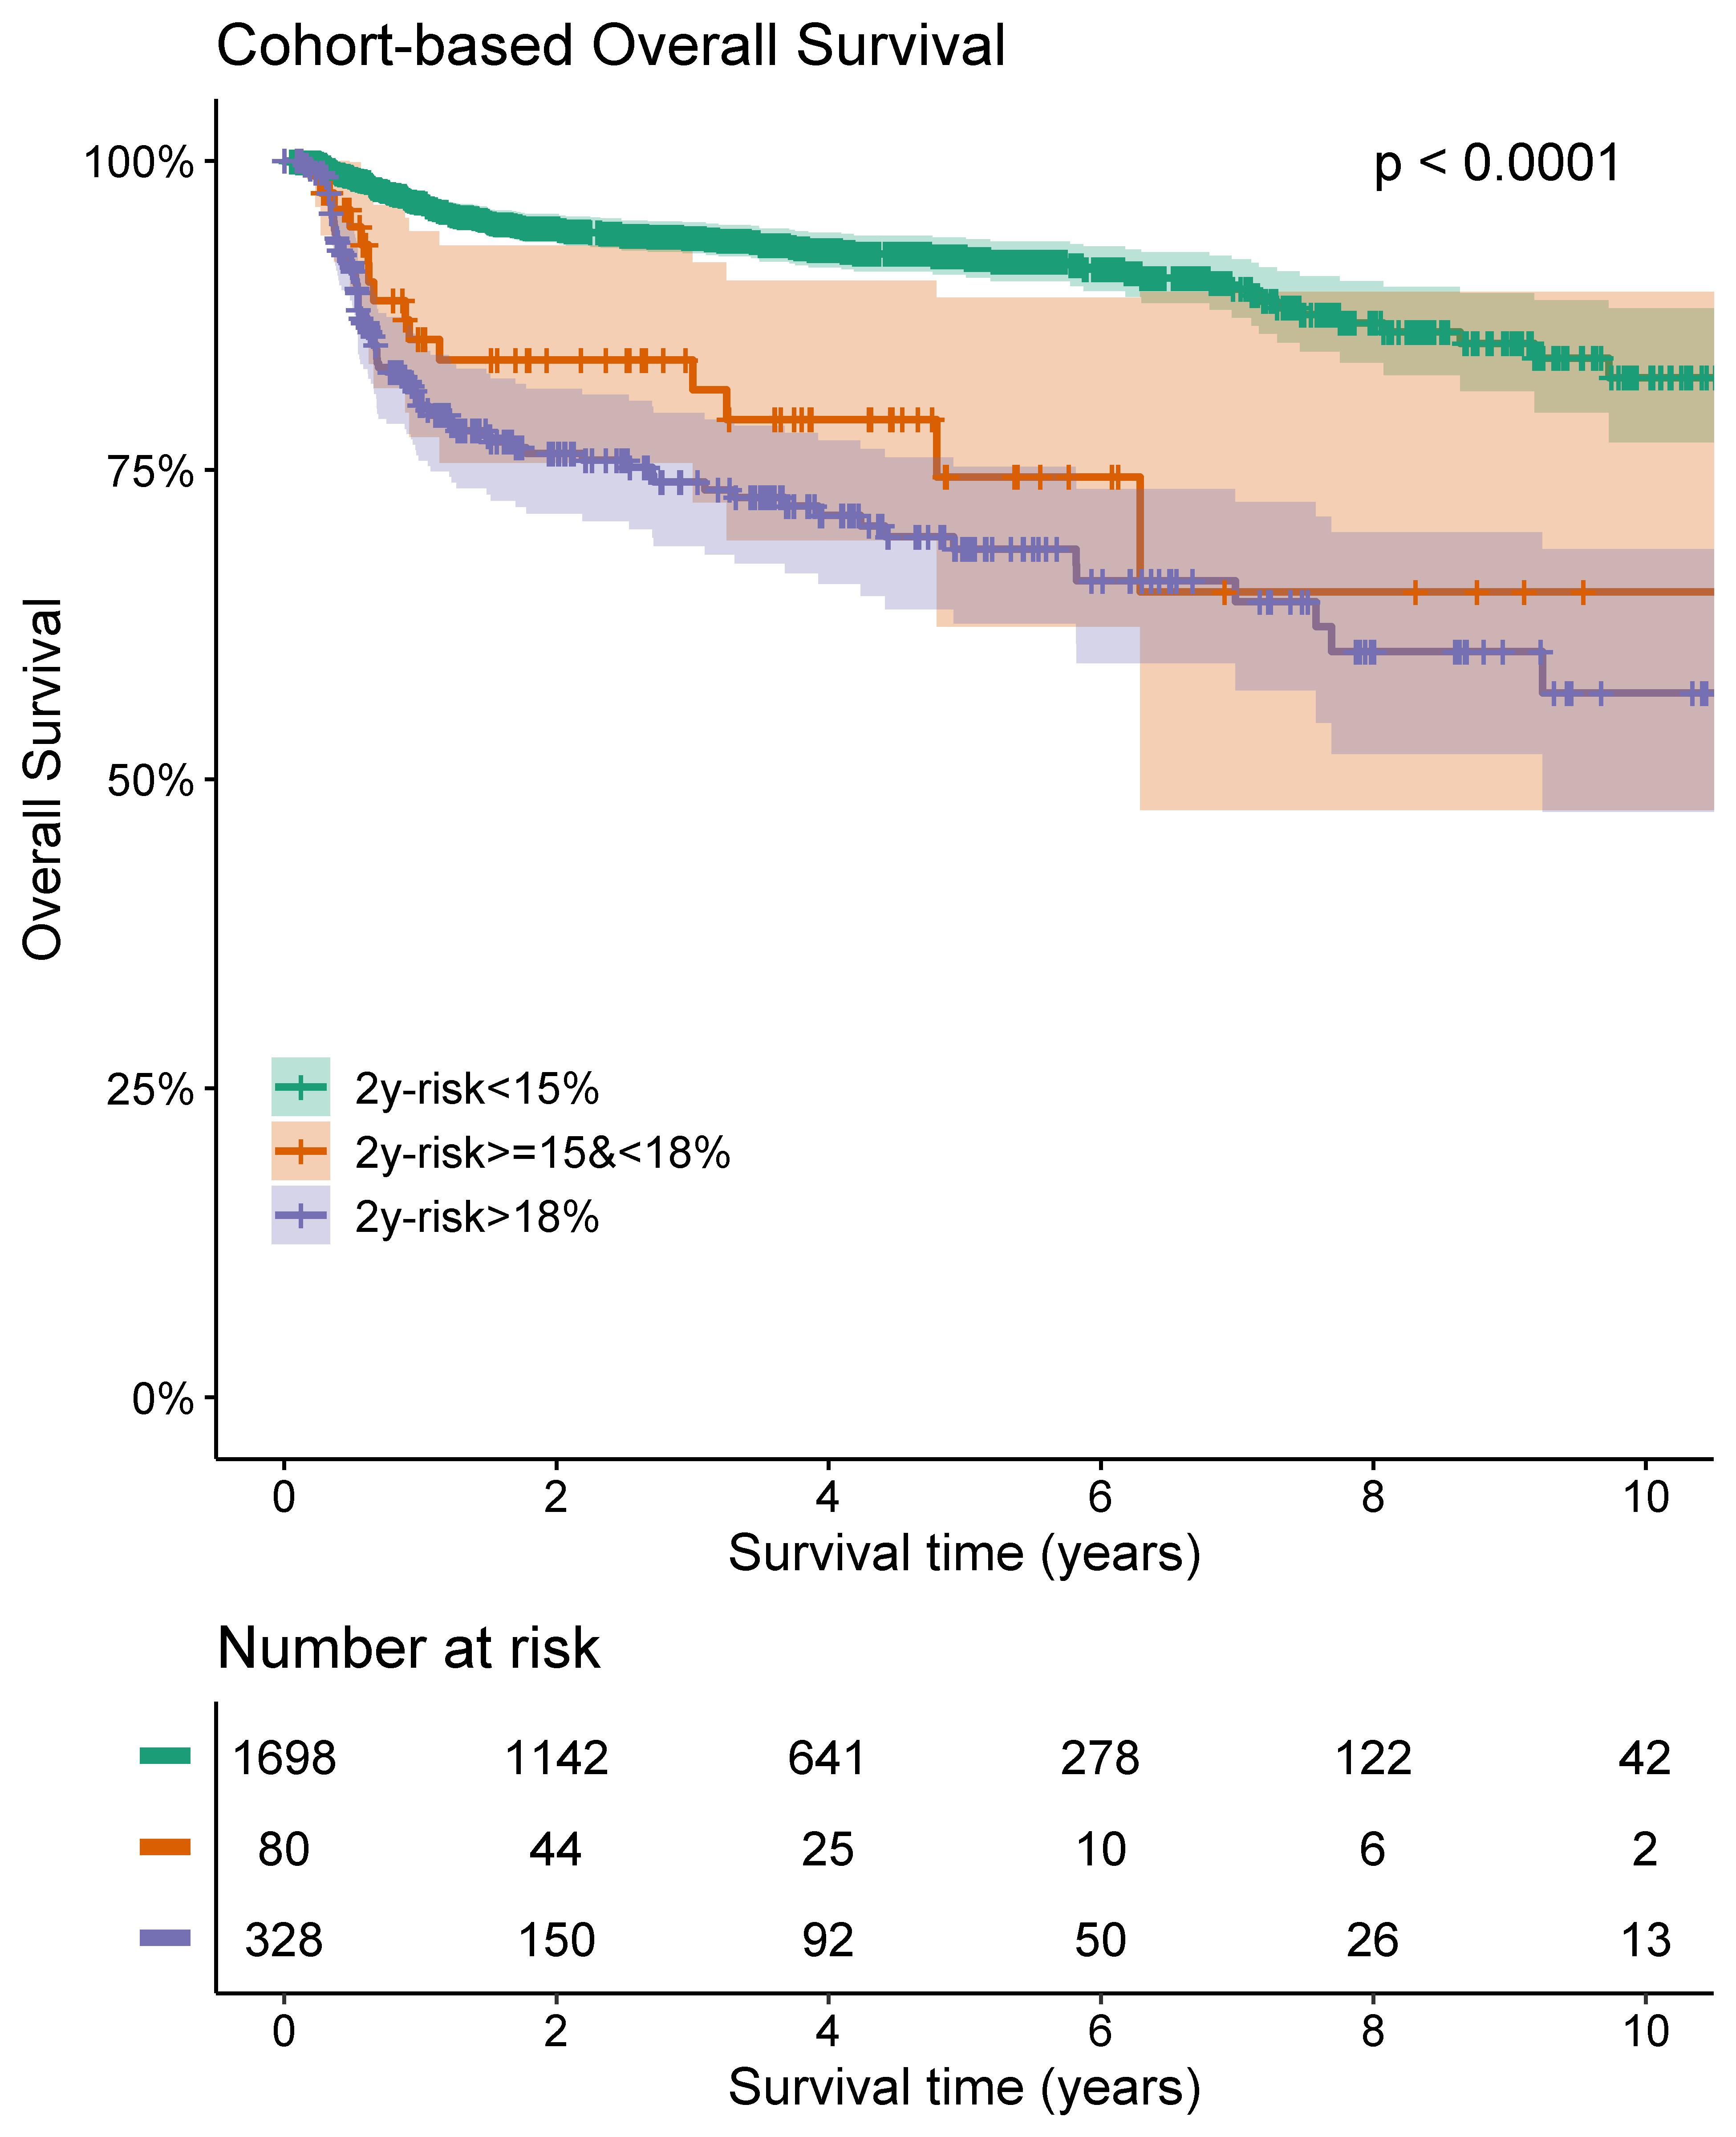 Cohort-based Overall Survival
p < 0.0001
100%
75%
50%
25%
0%
Overall Survival
2y-risk<15%
2y-risk>=15&<18%
2y-risk>18%
0 2 4 6 8 10
Survival time (years)
Number at risk
1698 1142 641 278 122 42
80 44 25 10 6 2
328 150 92 50 26 13
0 2 4 6 8 10
Survival time (years)